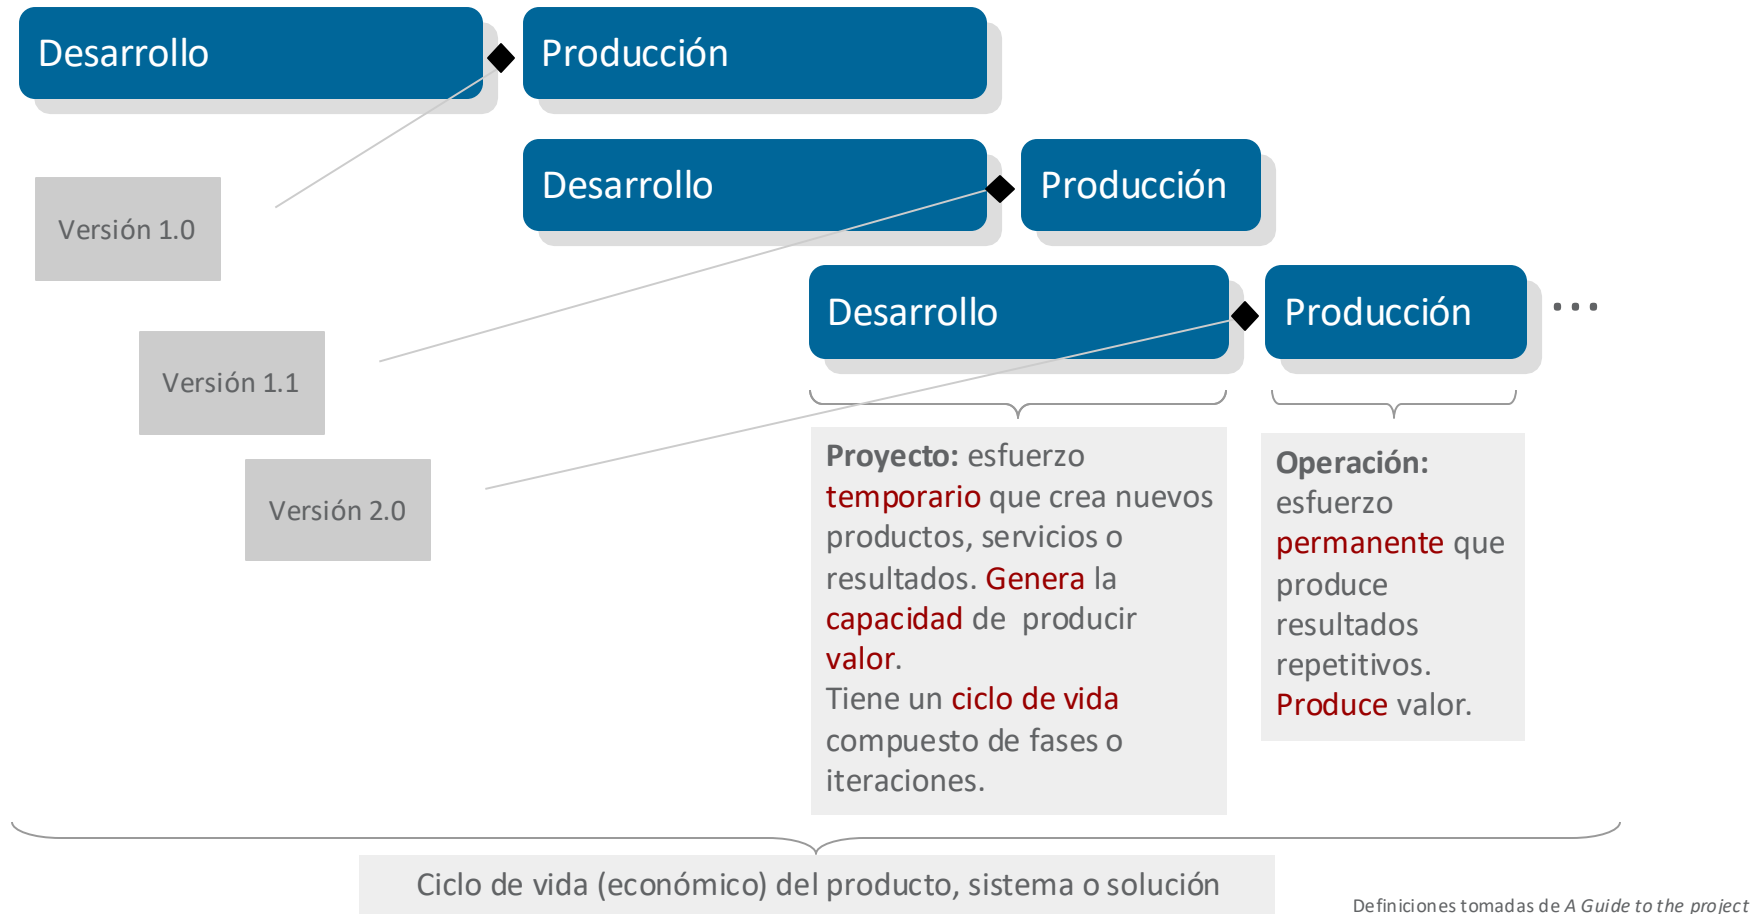 Desarrollo
Producción
Desarrollo
Producción
Versión 1.0
Desarrollo
Producción
...
Versión 1.1
Versión 2.0
Proyecto: esfuerzo
temporario que crea nuevos
productos, servicios o
resultados. Genera la
capacidad de producir
valor.
Tiene un ciclo de vida
compuesto de fases o
iteraciones.
Operación:
esfuerzo
permanente que
produce
resultados
repetitivos.
Produce valor.
Ciclo de vida (económico) del producto, sistema o solución
Definiciones tomadas de A Guide to the project